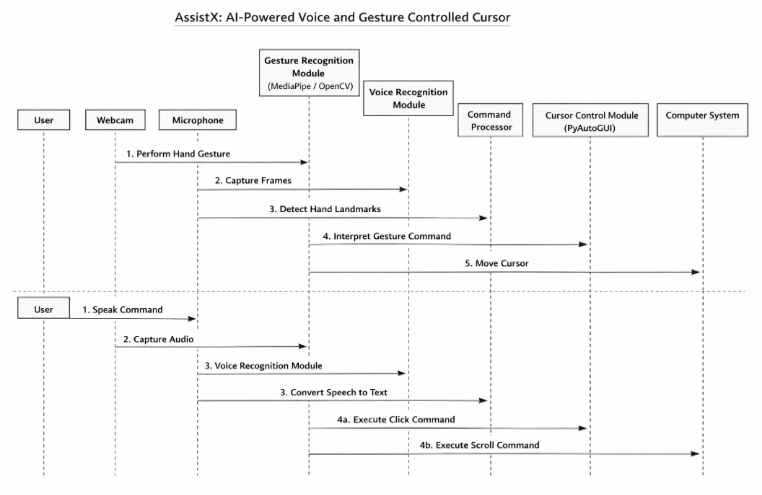 AssistX: AI-Powered Voice and Gesture Controlled Cursor
Gesture Recognition
Module
(MediaPipe / OpenCV)
Voice Recognition
Module
User
Webcam
Microphone
Command
Processor
Cursor Control Module
(PyAutoGUI)
Computer System
1. Perform Hand Gesture
2. Capture Frames
3. Detect Hand Landmarks
4. Interpret Gesture Command
5. Move Cursor
User
1. Speak Command
2. Capture Audio
3. Voice Recognition Module
3. Convert Speech to Text
4a. Execute Click Command
4b. Execute Scroll Command